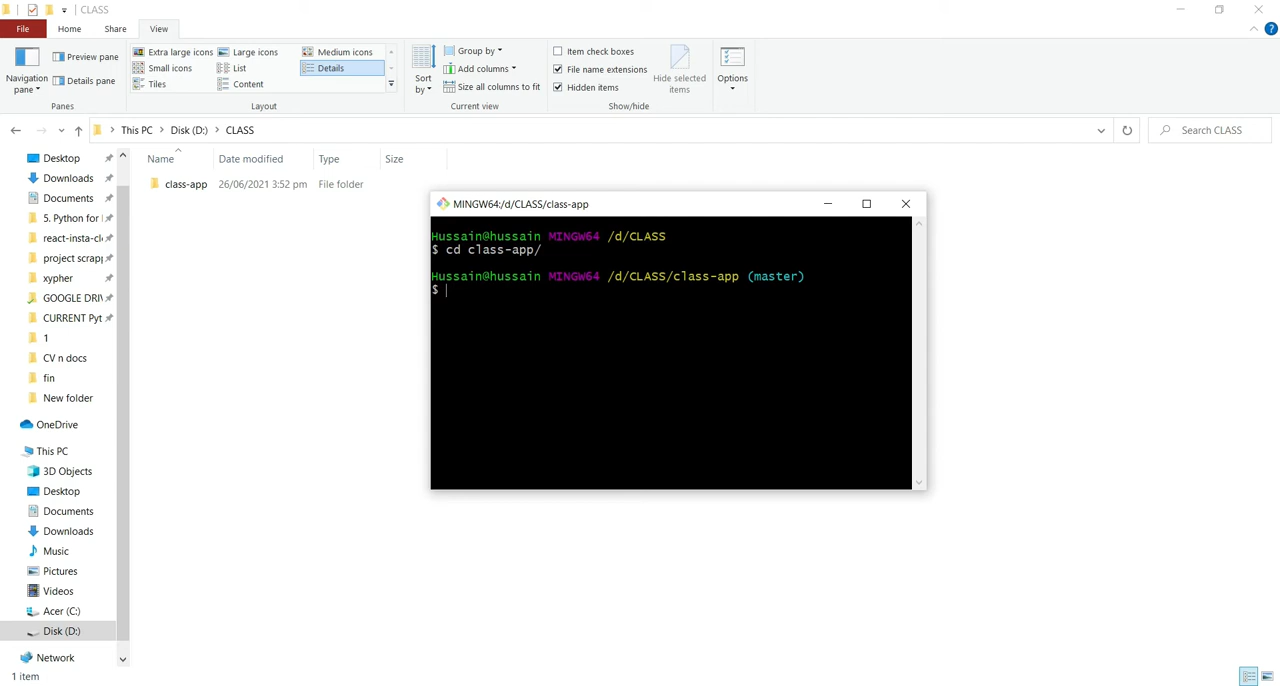 CLASS
File Home Share View
Navigation pane
Preview pane
Details pane
Panes
Extra large icons Large icons Medium icons
Small icons List Details
Tiles Content
Layout
Sort by
Group by
Add columns
Size all columns to fit
Current view
Item check boxes
File name extensions
Hidden items
Hide selected items
Show/hide
Options
This PC > Disk (D:) > CLASS
Search CLASS
Name Date modified Type Size
class-app 26/06/2021 3:52 pm File folder
Desktop
Downloads
Documents
5. Python for
react-insta-cl
project scrap
xypher
GOOGLE DRI
CURRENT Pyt
1
CV n docs
fin
New folder
OneDrive
This PC
3D Objects
Desktop
Documents
Downloads
Music
Pictures
Videos
Acer (C:)
Disk (D:)
Network
1 item
MINGW64:/d/CLASS/class-app
Hussain@hussain MINGW64 /d/CLASS
$ cd class-app/
Hussain@hussain MINGW64 /d/CLASS/class-app (master)
$